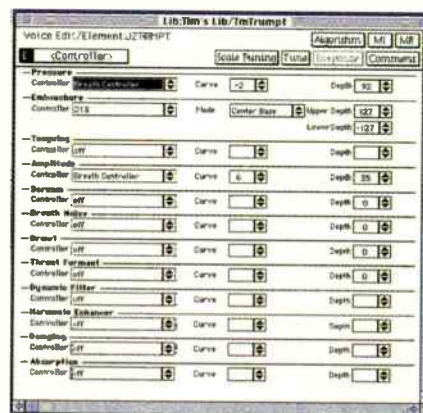 Lib:Tim's Lib/TmTrumpt
Voice Edit/Element JZTRMPT
Algorithm MI MR
E <Controller> Scale Tuning Tune Comment
Pressure
Controller Breath Controller Curve -2 Depth 92
Embouchure
Controller 018 Mode Center Base Upper Depth 127
Lower Depth -127
Tonguing
Controller off Curve Depth
Amplitude
Controller Breath Controller Curve 6 Depth 35
Scream
Controller off Curve Depth 0
Breath Noise
Controller off Curve Depth 0
Growl
Controller off Curve Depth 0
Throat Formant
Controller off Curve Depth 0
Dynamic Filter
Controller off Curve Depth
Harmonic Enhancer
Controller off Curve Depth
Damping
Controller off Curve Depth
Absorption
Controller off Curve Depth